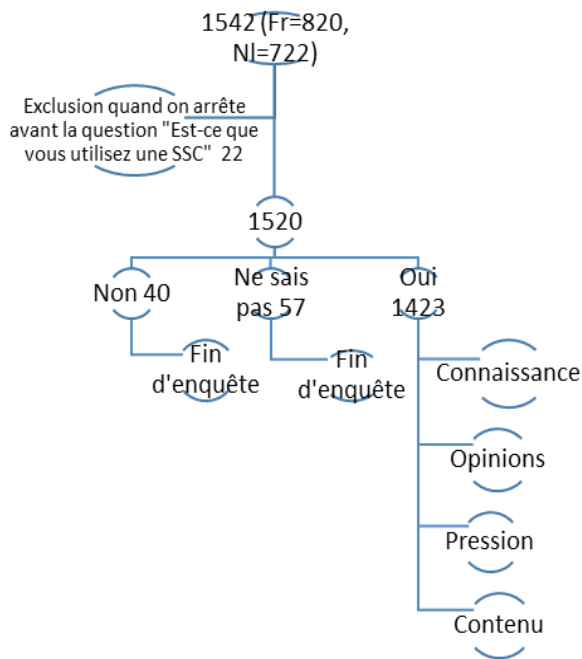 1542 (Fr=820,
Nl=722)
Exclusion quand on arrête
avant la question "Est-ce que
vous utilisez une SSC" 22
1520
Non 40
Ne sais
pas 57
Oui
1423
Fin
d'enquête
Fin
d'enquête
Connaissance
Opinions
Pression
Contenu